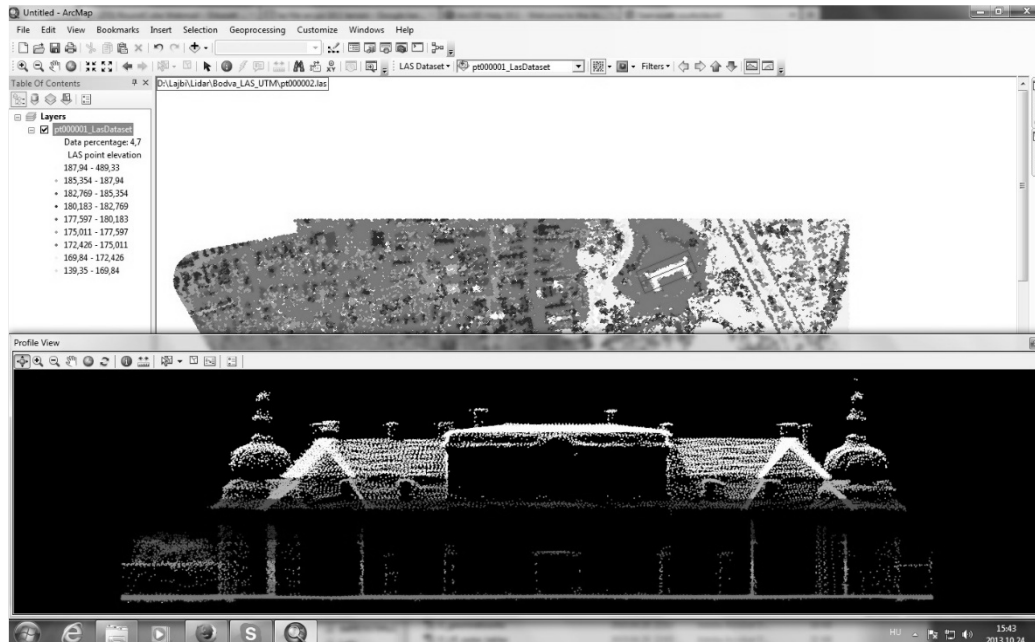 Untitled - ArcMap
File Edit View Bookmarks Insert Selection Geoprocessing Customize Windows Help
LAS Dataset pt000001_LasDataset Filters
Table Of Contents
D:\Lajbi\Lidar\Bodva_LAS_UTM\pt000002.las
Layers
pt000001_LasDataset
Data percentage: 4,7
LAS point elevation
187,94 - 489,33
185,354 - 187,94
182,769 - 185,354
180,183 - 182,769
177,597 - 180,183
175,011 - 177,597
172,426 - 175,011
169,84 - 172,426
139,35 - 169,84
Profile View
HU
15:43
2013.10.24.